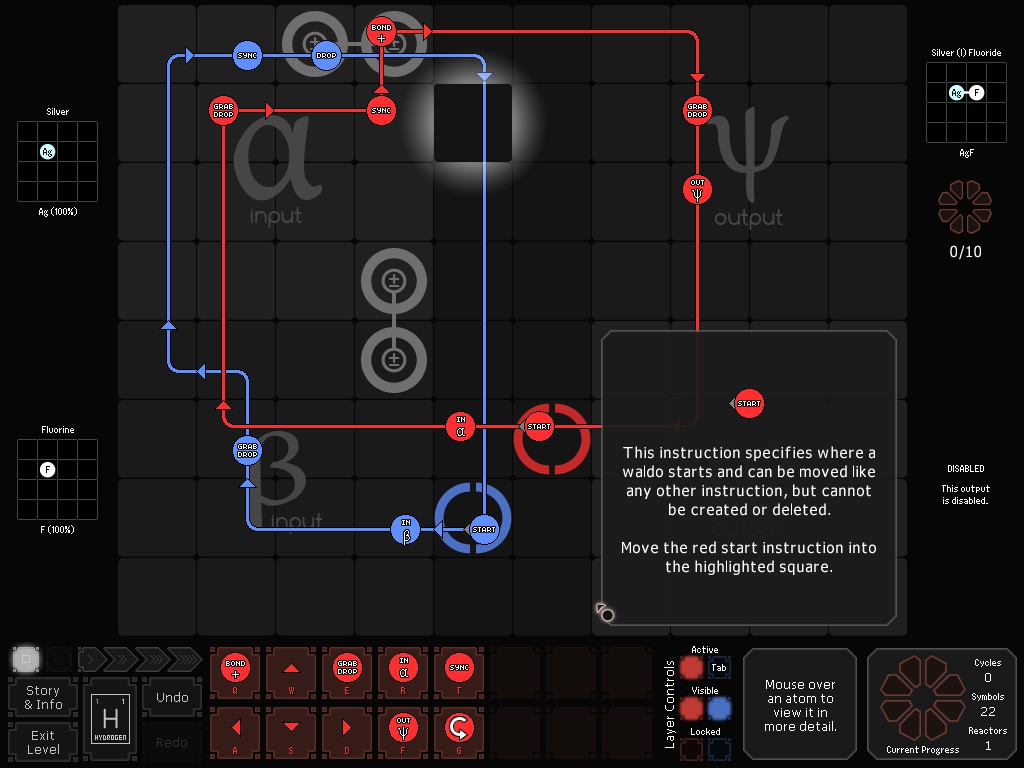 BOND
+
SYNC
DROP
GRAB
DROP
SYNC
GRAB
DROP
OUT
ψ
α
input
ψ
output
Silver
Ag
Ag (100%)
Silver (I) Fluoride
Ag
F
AgF
0/10
Fluorine
F
F (100%)
DISABLED
This output
is disabled.
IN
α
START
GRAB
DROP
β
input
IN
β
START
START
This instruction specifies where a
waldo starts and can be moved like
any other instruction, but cannot
be created or deleted.
Move the red start instruction into
the highlighted square.
Story
& Info
Exit
Level
1
1
H
HYDROGEN
Undo
Redo
BOND
+
Q
W
GRAB
DROP
E
IN
α
R
SYNC
T
A
S
D
OUT
ψ
F
G
Layer Controls
Active
Tab
Visible
Locked
Mouse over
an atom to
view it in
more detail.
Cycles
0
Symbols
22
Reactors
1
Current Progress